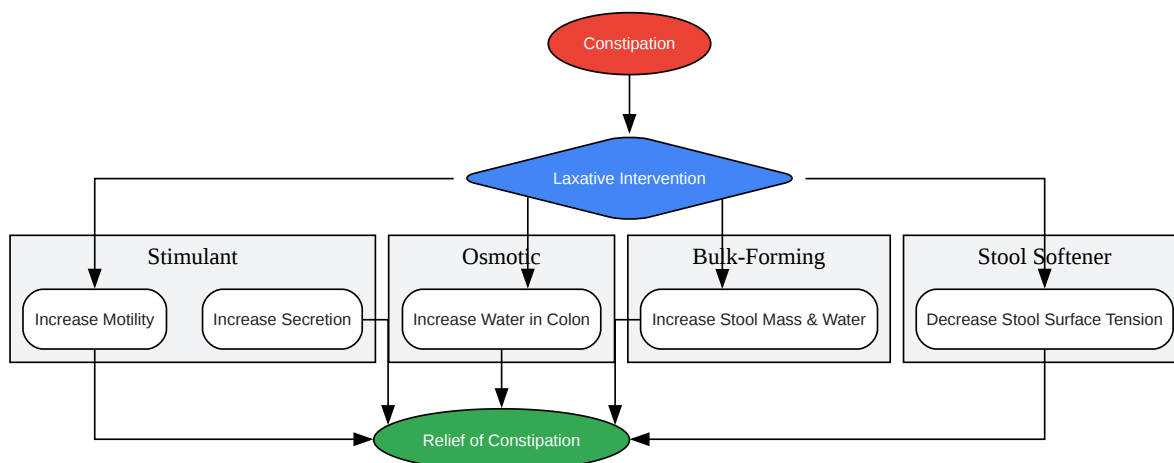 Constipation
Laxative Intervention
Stimulant
Osmotic
Bulk-Forming
Stool Softener
Increase Motility
Increase Secretion
Increase Water in Colon
Increase Stool Mass & Water
Decrease Stool Surface Tension
Relief of Constipation